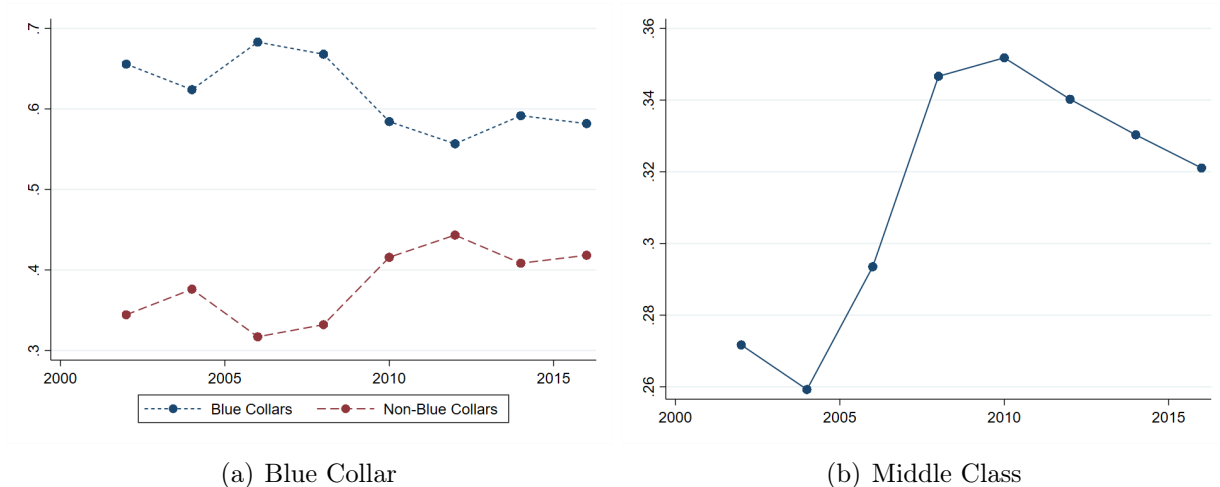 .7
.6
.5
.4
.3
2000 2005 2010 2015
Blue Collars Non-Blue Collars
(a) Blue Collar
.36
.34
.32
.3
.28
.26
2000 2005 2010 2015
(b) Middle Class